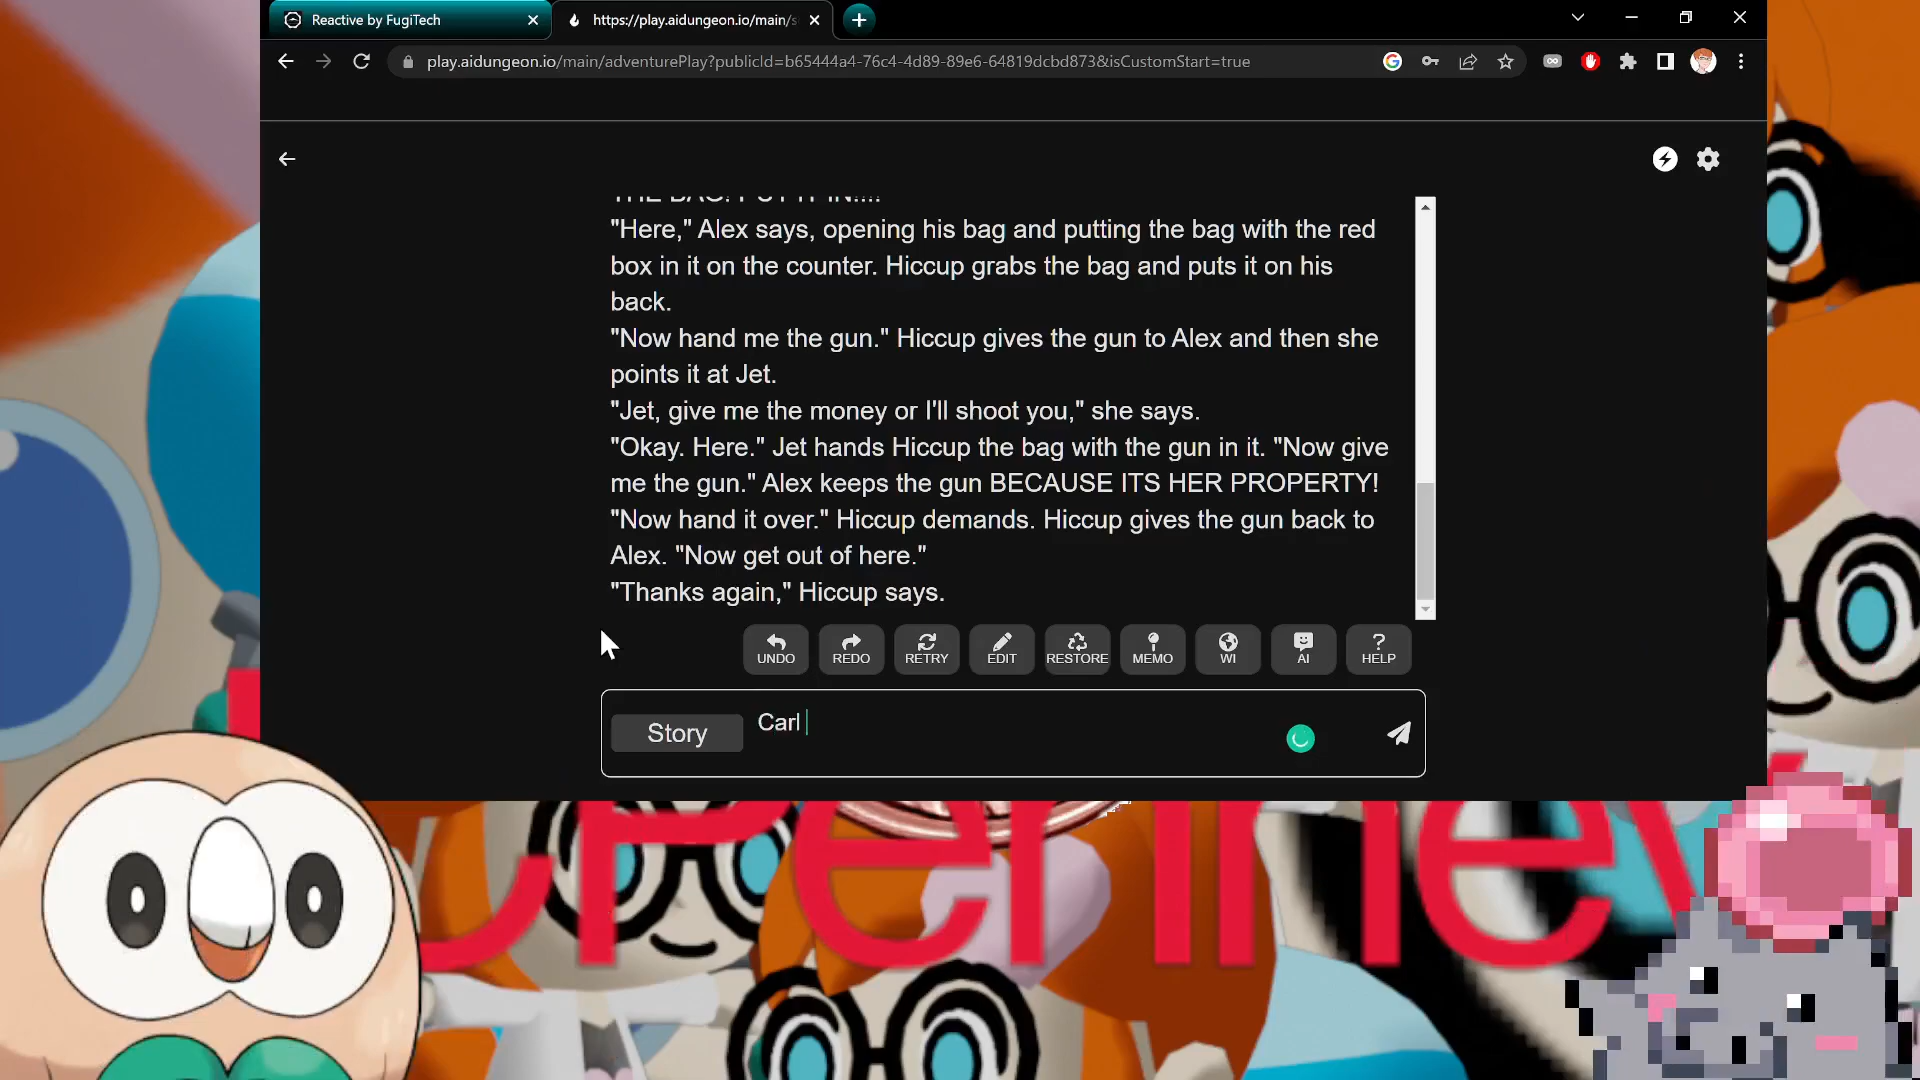 Reactive by FugiTech
https://play.aidungeon.io/main/s
play.aidungeon.io/main/adventurePlay?publicId=b65444a4-76c4-4d89-89e6-64819dcbd873&isCustomStart=true
THE BAG! PUT IT IN!!!!
"Here," Alex says, opening his bag and putting the bag with the red
box in it on the counter. Hiccup grabs the bag and puts it on his
back.
"Now hand me the gun." Hiccup gives the gun to Alex and then she
points it at Jet.
"Jet, give me the money or I'll shoot you," she says.
"Okay. Here." Jet hands Hiccup the bag with the gun in it. "Now give
me the gun." Alex keeps the gun BECAUSE ITS HER PROPERTY!
"Now hand it over." Hiccup demands. Hiccup gives the gun back to
Alex. "Now get out of here."
"Thanks again," Hiccup says.
UNDO REDO RETRY EDIT RESTORE MEMO WI AI HELP
Story Carl